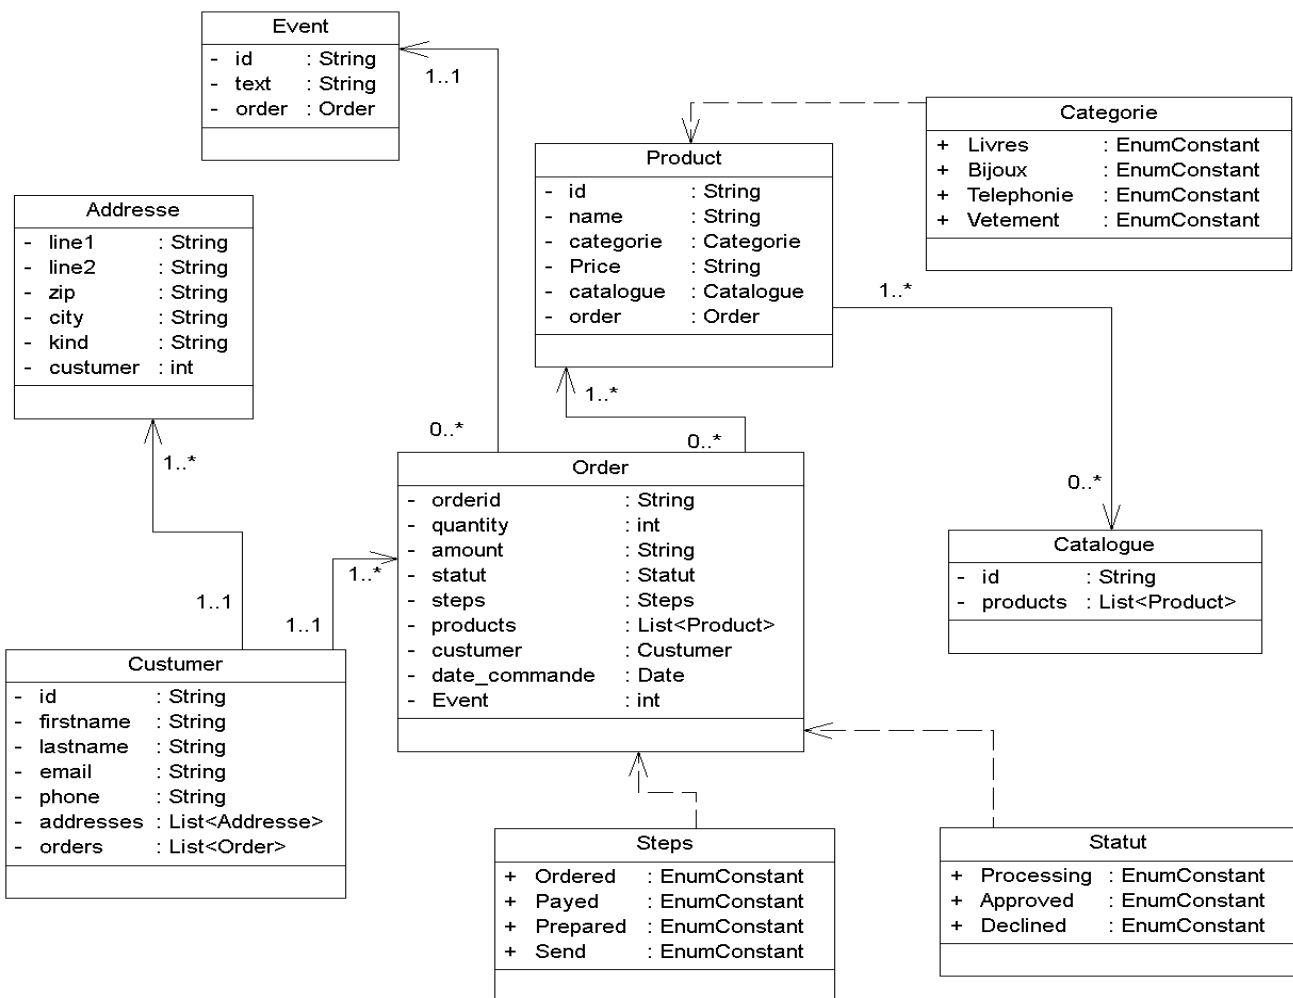 Event
- id : String
- text : String
- order : Order
1..1
0..*
Categorie
+ Livres : EnumConstant
+ Bijoux : EnumConstant
+ Telephonie : EnumConstant
+ Vetement : EnumConstant
Product
- id : String
- name : String
- categorie : Categorie
- Price : String
- catalogue : Catalogue
- order : Order
1..*
0..*
1..*
0..*
Addresse
- line1 : String
- line2 : String
- zip : String
- city : String
- kind : String
- custumer : int
1..*
1..1
Order
- orderid : String
- quantity : int
- amount : String
- statut : Statut
- steps : Steps
- products : List<Product>
- custumer : Custumer
- date_commande : Date
- Event : int
1..*
1..1
Catalogue
- id : String
- products : List<Product>
Custumer
- id : String
- firstname : String
- lastname : String
- email : String
- phone : String
- addresses : List<Addresse>
- orders : List<Order>
Steps
+ Ordered : EnumConstant
+ Payed : EnumConstant
+ Prepared : EnumConstant
+ Send : EnumConstant
Statut
+ Processing : EnumConstant
+ Approved : EnumConstant
+ Declined : EnumConstant